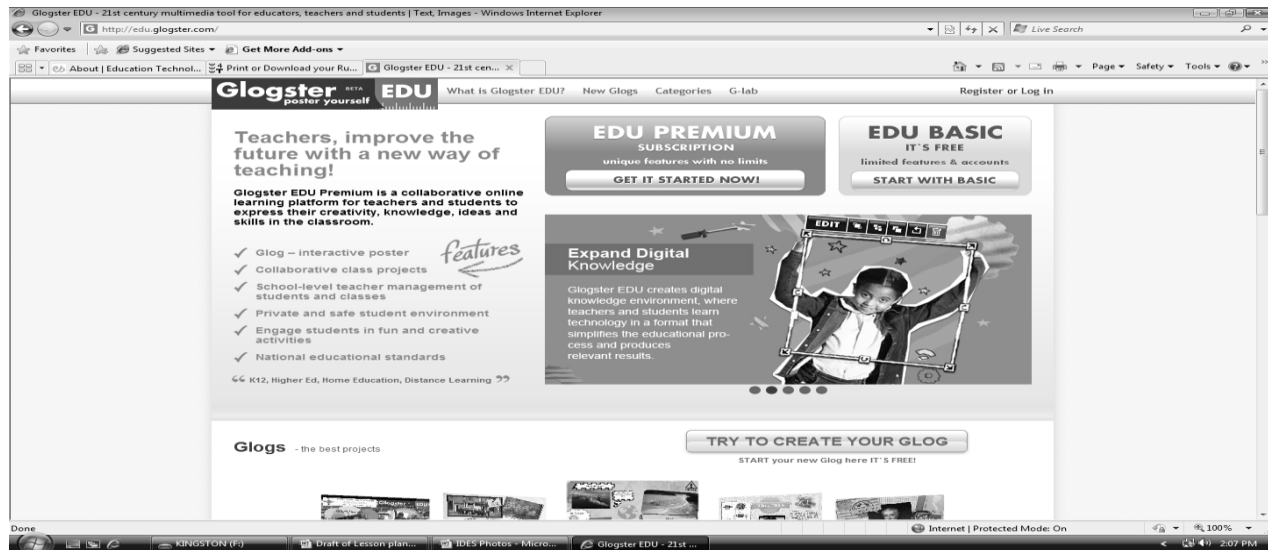 Glogster EDU - 21st century multimedia tool for educators, teachers and students | Text, Images - Windows Internet Explorer
http://edu.glogster.com/
Live Search
Favorites Suggested Sites Get More Add-ons
About | Education Technol... Print or Download your Ru... Glogster EDU - 21st cen...
Page Safety Tools
Glogster BETA EDU
poster yourself
What is Glogster EDU? New Glogs Categories G-lab Register or Log in
Teachers, improve the
future with a new way of
teaching!
Glogster EDU Premium is a collaborative online
learning platform for teachers and students to
express their creativity, knowledge, ideas and
skills in the classroom.
features
Glog – interactive poster
Collaborative class projects
School-level teacher management of
students and classes
Private and safe student environment
Engage students in fun and creative
activities
National educational standards
“ K12, Higher Ed, Home Education, Distance Learning ”
EDU PREMIUM
SUBSCRIPTION
unique features with no limits
GET IT STARTED NOW!
EDU BASIC
IT`S FREE
limited features & accounts
START WITH BASIC
EDIT
Expand Digital
Knowledge
Glogster EDU creates digital
knowledge environment, where
teachers and students learn
technology in a format that
simplifies the educational pro-
cess and produces
relevant results.
Glogs - the best projects
TRY TO CREATE YOUR GLOG
START your new Glog here IT`S FREE!
Done Internet | Protected Mode: On 100%
KINGSTON (F:) Draft of Lesson plan... IDES Photos - Micro... Glogster EDU - 21st ... 2:07 PM